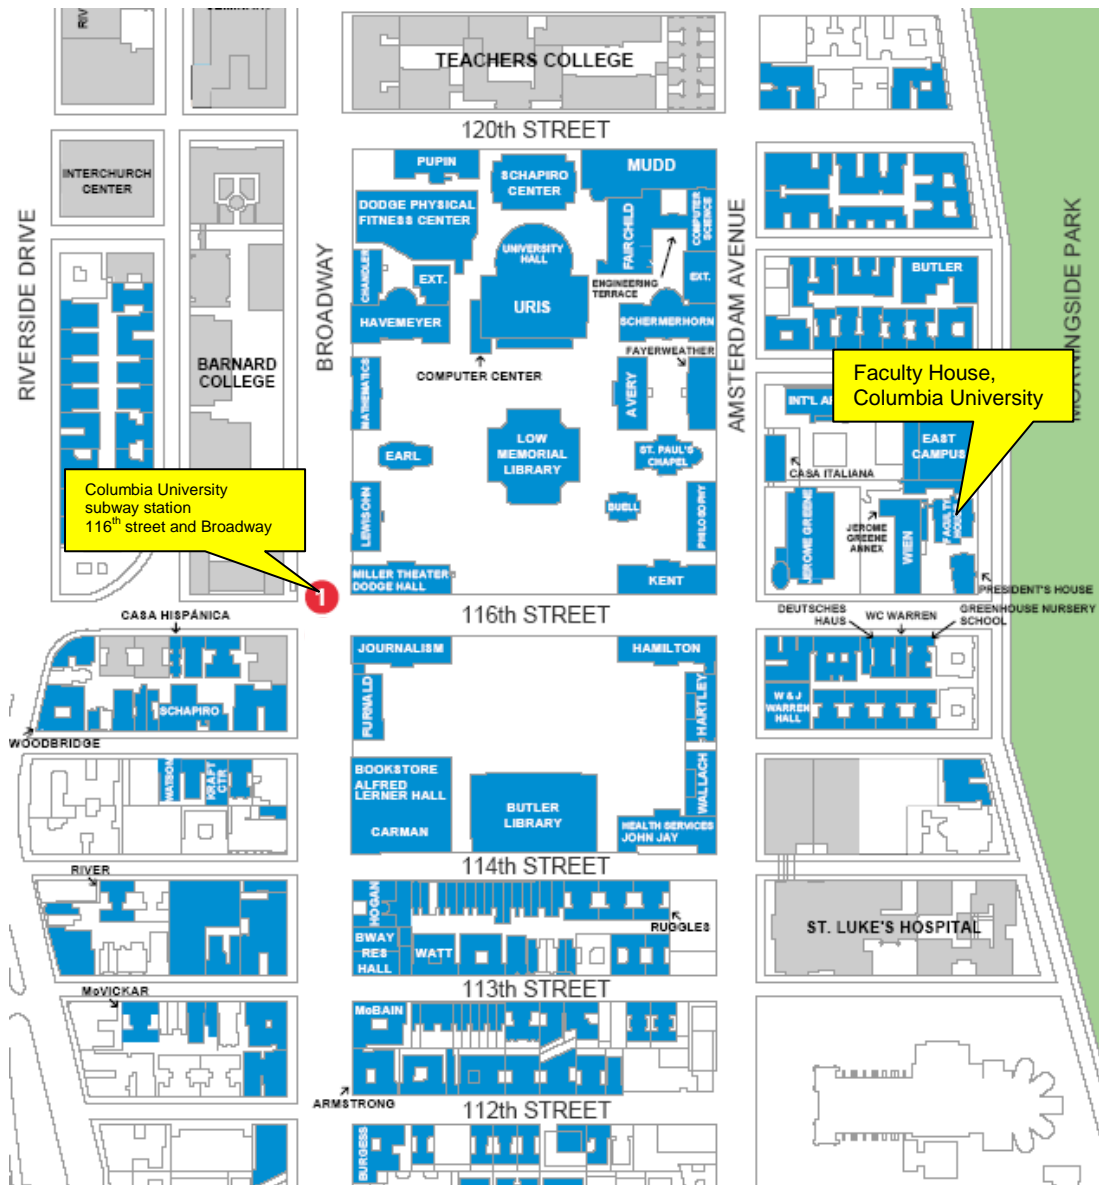 RIV
SEMINARY
TEACHERS COLLEGE
120th STREET
INTERCHURCH
CENTER
PUPIN
SCHAPIRO
CENTER
MUDD
DODGE PHYSICAL
FITNESS CENTER
FAIRCHILD
COMPUTER
SCIENCE
RIVERSIDE DRIVE
BROADWAY
AMSTERDAM AVENUE
MORNINGSIDE PARK
UNIVERSITY
HALL
CHANDLER
EXT.
ENGINEERING
TERRACE
EXT.
BUTLER
URIS
HAVEMEYER
SCHERMERHORN
FAYERWEATHER
BARNARD
COLLEGE
COMPUTER CENTER
MATHEMATICS
AVERY
Faculty House,
Columbia University
INT'L AF
EAST
CAMPUS
LOW
MEMORIAL
LIBRARY
EARL
ST. PAUL'S
CHAPEL
CASA ITALIANA
Columbia University
subway station
116th street and Broadway
LEWISOHN
BUELL
PHILOSOPHY
JEROME GREENE
JEROME
GREENE
ANNEX
WIEN
FACULTY
HOUSE
MILLER THEATER
DODGE HALL
KENT
PRESIDENT'S HOUSE
1
116th STREET
CASA HISPÁNICA
DEUTSCHES
HAUS
WC WARREN
GREENHOUSE NURSERY
SCHOOL
JOURNALISM
HAMILTON
FURNALD
HARTLEY
SCHAPIRO
W & J
WARREN
HALL
WOODBRIDGE
WATSON
KRAFT
CTR
BOOKSTORE
ALFRED
LERNER HALL
CARMAN
BUTLER
LIBRARY
WALLACH
HEALTH SERVICES
JOHN JAY
114th STREET
RIVER
HOGAN
RUGGLES
BWAY
RES
HALL
WATT
ST. LUKE'S HOSPITAL
113th STREET
McVICKAR
McBAIN
ARMSTRONG
112th STREET
BURGESS